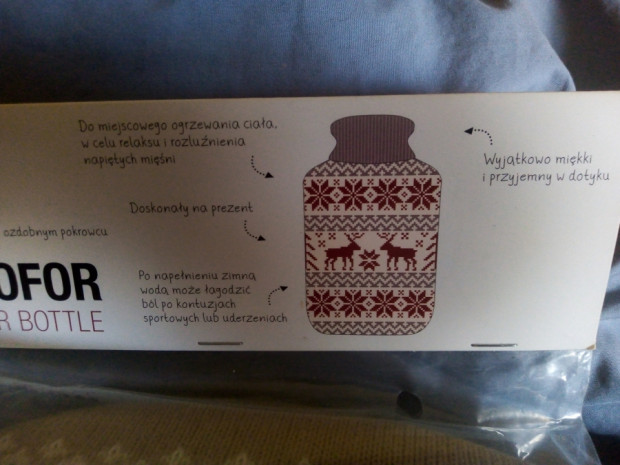 Do miejscowego ogrzewania ciała,
w celu relaksu i rozluźnienia
napiętych mięśni
Doskonały na prezent
ozdobnym pokrowcu
OFOR
R BOTTLE
Po napełnieniu zimną
wodą może łagodzić
ból po kontuzjach
sportowych lub uderzeniach
Wyjątkowo miękki
i przyjemny w dotyku